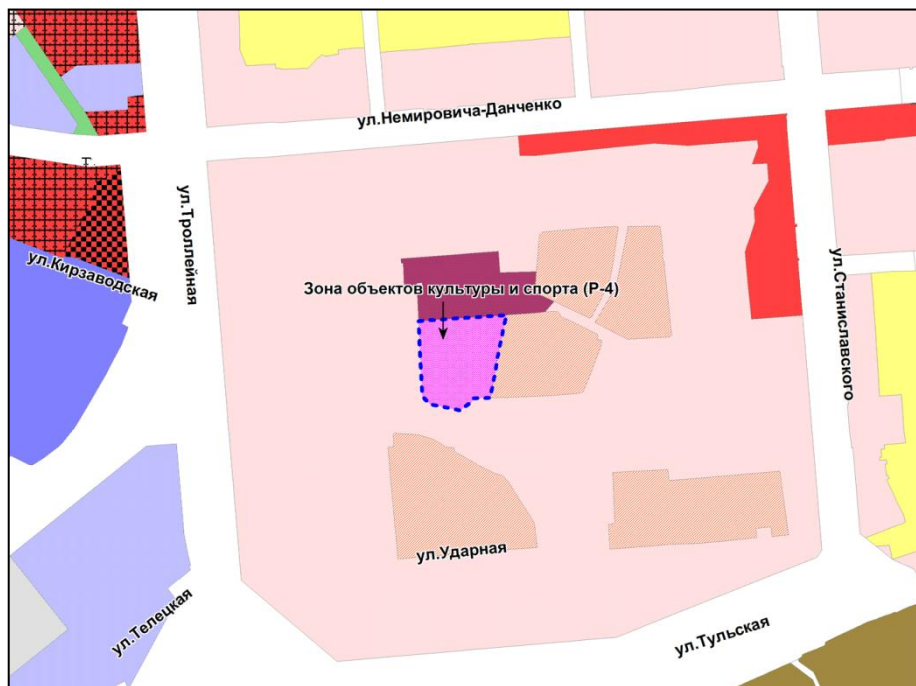 ул.Немировича-Данченко
ул.Троллейная
ул.Кирзаводская
ул.Станиславского
Зона объектов культуры и спорта (Р-4)
ул.Ударная
ул.Телецкая
ул.Тульская